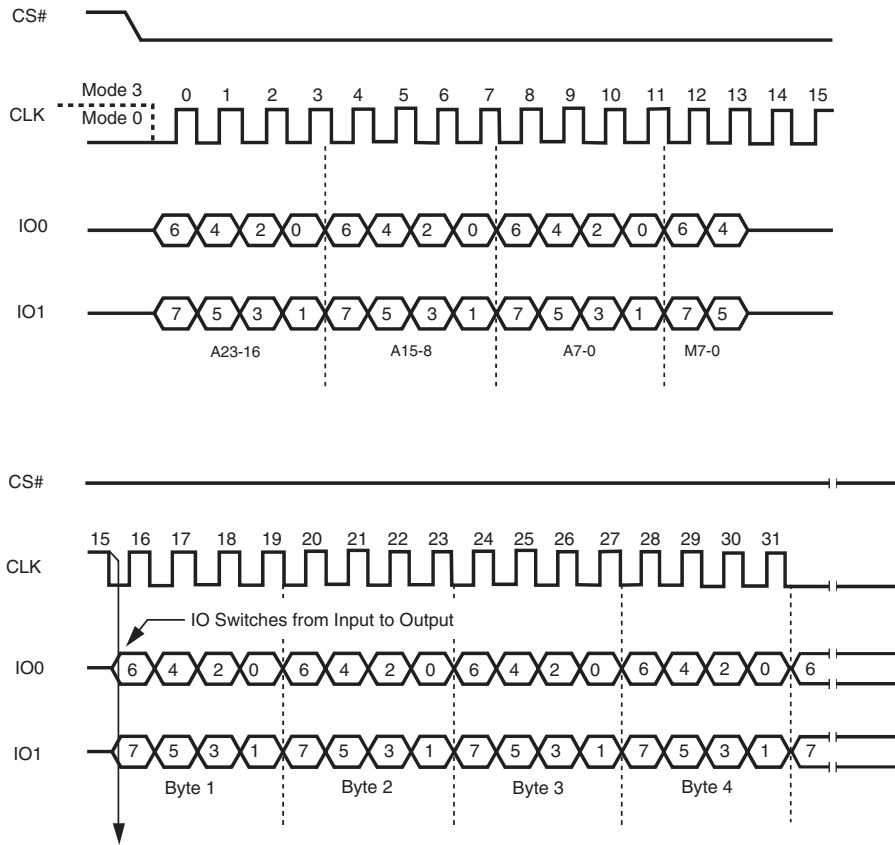 CS#
Mode 3
0 1 2 3 4 5 6 7 8 9 10 11 12 13 14 15
CLK
Mode 0
IO0
6 4 2 0 6 4 2 0 6 4 2 0 6 4
IO1
7 5 3 1 7 5 3 1 7 5 3 1 7 5
A23-16 A15-8 A7-0 M7-0
CS#
15 16 17 18 19 20 21 22 23 24 25 26 27 28 29 30 31
CLK
IO Switches from Input to Output
IO0
6 4 2 0 6 4 2 0 6 4 2 0 6 4 2 0 6
IO1
7 5 3 1 7 5 3 1 7 5 3 1 7 5 3 1 7
Byte 1 Byte 2 Byte 3 Byte 4